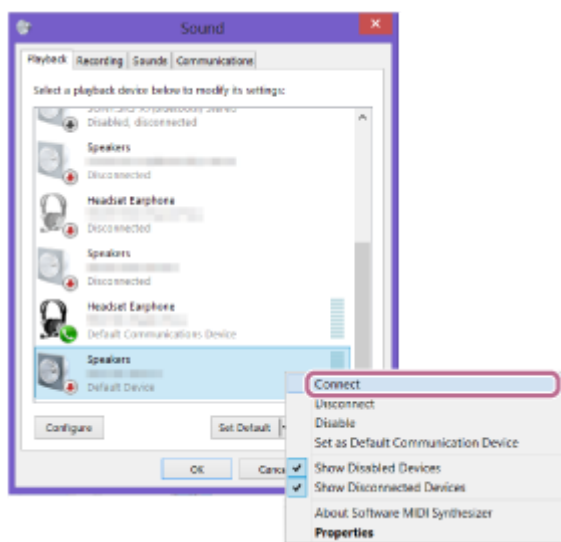 Sound
Playback Recording Sounds Communications
Select a playback device below to modify its settings:
Disabled, disconnected
Speakers
Disconnected
Headset Earphone
Disconnected
Speakers
Disconnected
Headset Earphone
Default Communications Device
Speakers
Default Device
Configure
Set Default
OK
Connect
Disconnect
Disable
Set as Default Communication Device
Show Disabled Devices
Show Disconnected Devices
About Software MIDI Synthesizer
Properties